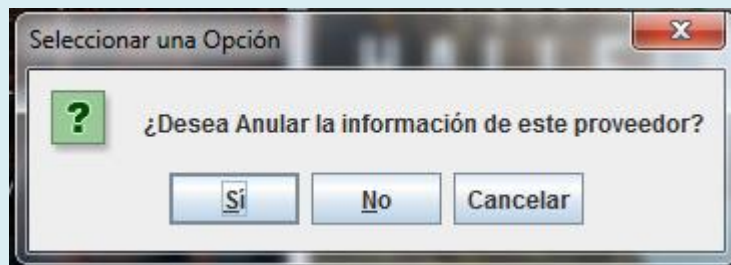 Seleccionar una Opción
¿Desea Anular la información de este proveedor?
Sí No Cancelar